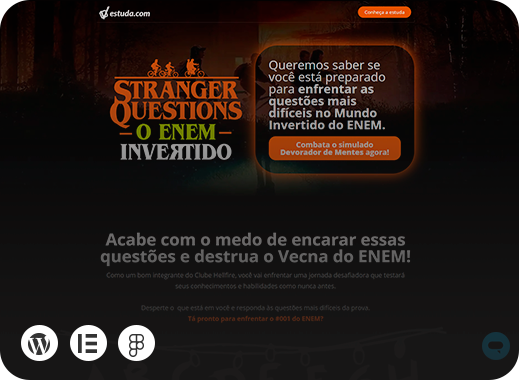 estuda.com
Conheça a estuda
STRANGER
QUESTIONS
O ENEM
INVERTIDO
Queremos saber se
você está preparado
para enfrentar as
questões mais
difíceis no Mundo
Invertido do ENEM.
Combata o simulado
Devorador de Mentes agora!
Acabe com o medo de encarar essas
questões e destrua o Vecna do ENEM!
Como um bom integrante do Clube Hellfire, você vai enfrentar uma jornada desafiadora que testará
seus conhecimentos e habilidades como nunca antes.
Desperte o que está em você e responda às questões mais difíceis da prova.
Tá pronto para enfrentar o #001 do ENEM?